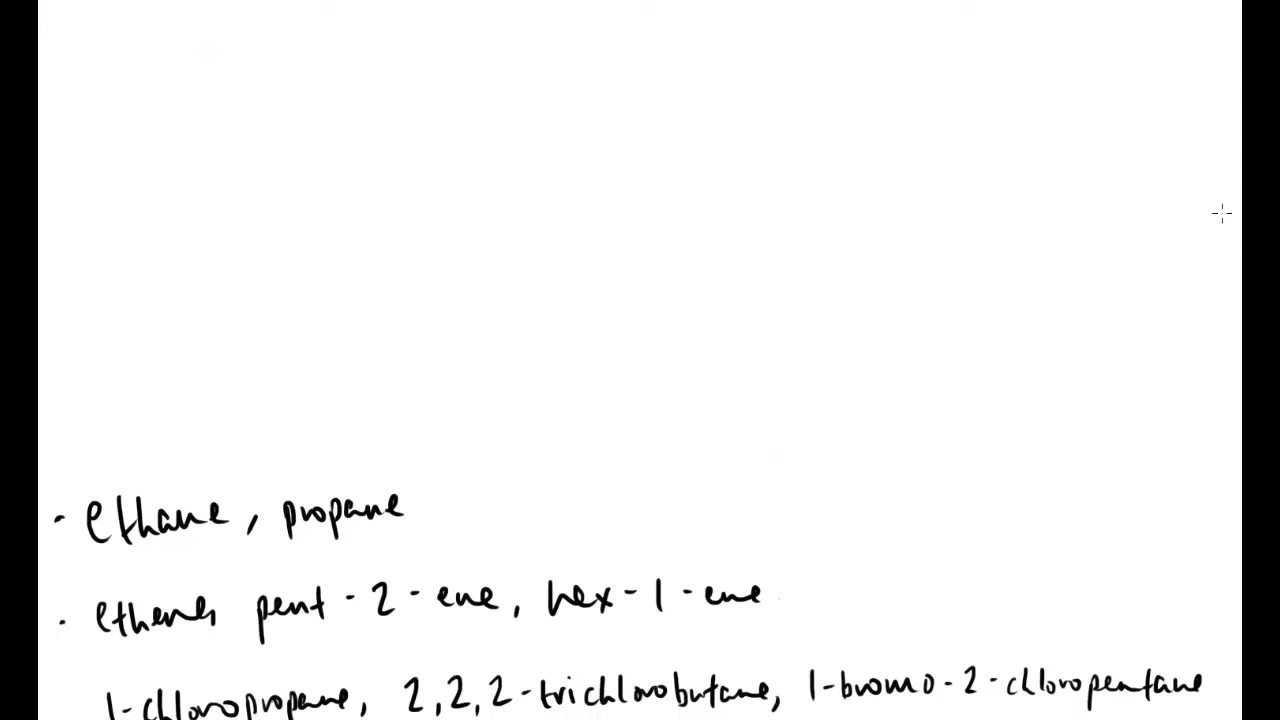 · ethane, propane
· ethene, pent-2-ene, hex-1-ene
1-chloropropane, 2,2,2-trichlorobutane, 1-bromo-2-chloropentane